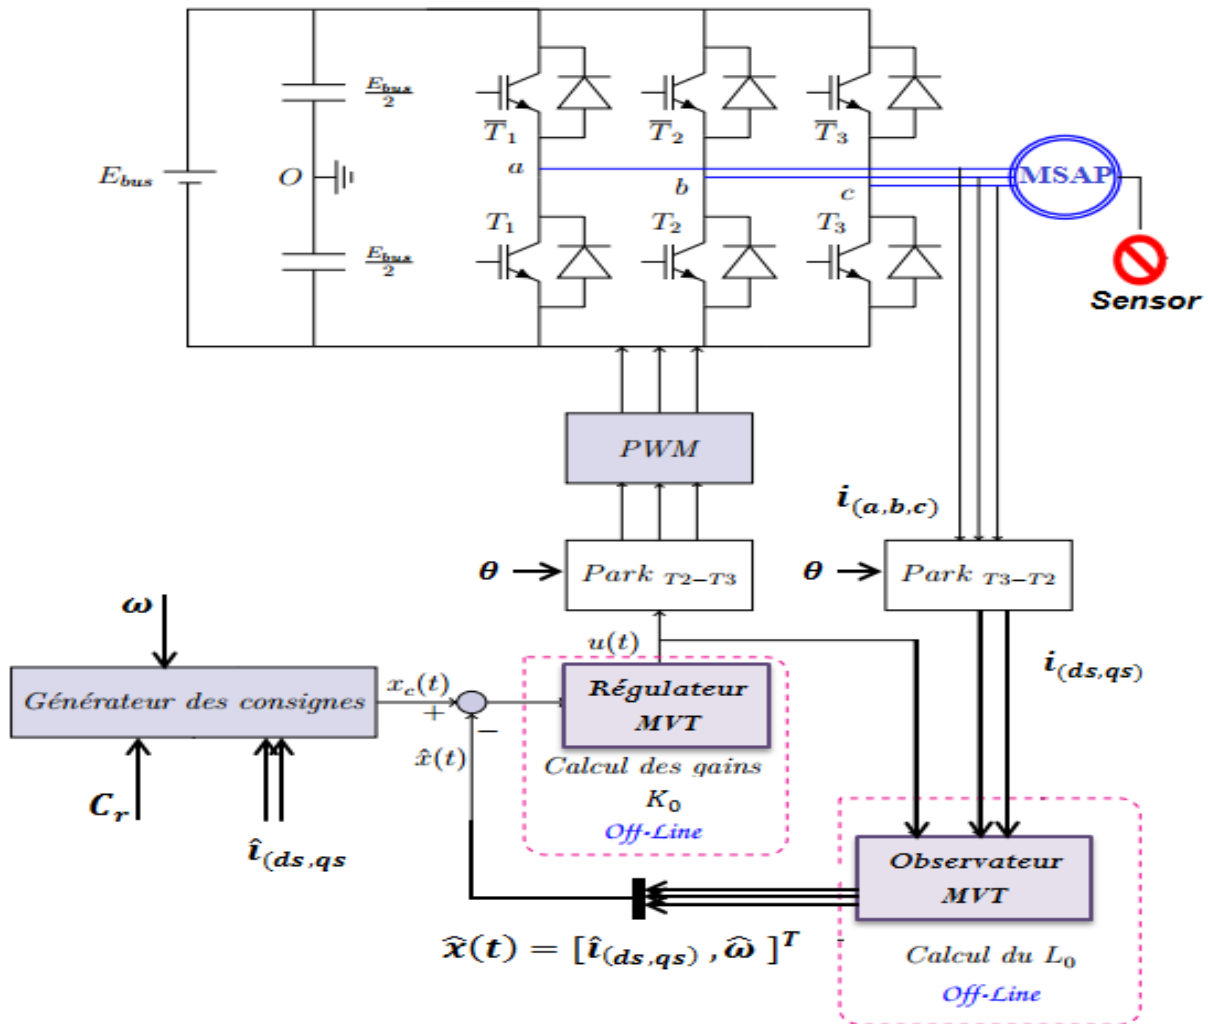 E_bus/2
T̅₁
T̅₂
T̅₃
E_bus
O
a
b
c
MSAP
T₁
T₂
T₃
E_bus/2
Sensor
PWM
i(a,b,c)
θ
Park T2−T3
θ
Park T3−T2
ω
u(t)
i(ds,qs)
Générateur des consignes
x_c(t)
+
−
Régulateur
MVT
x̂(t)
Calcul des gains
K₀
Off-Line
C_r
î(ds,qs
Observateur
MVT
x̂(t) = [î(ds,qs) , ω̂ ]ᵀ
Calcul du L₀
Off-Line